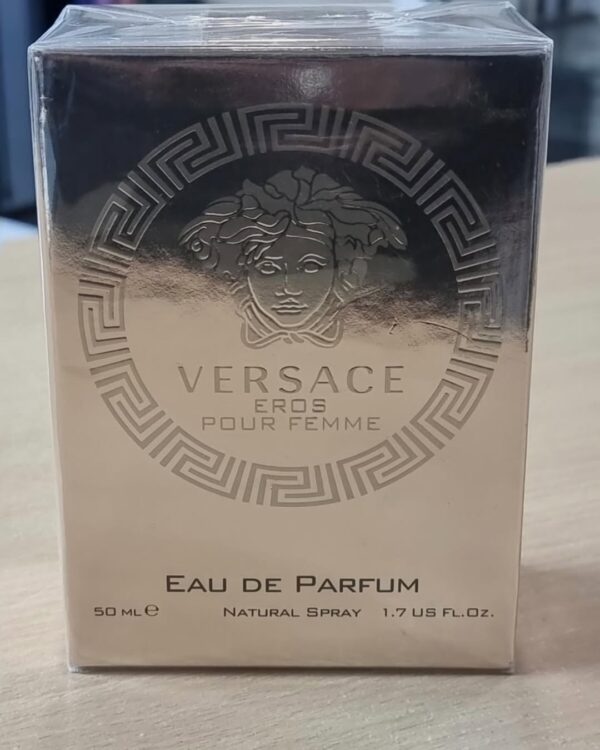 VERSACE
EROS
POUR FEMME
EAU DE PARFUM
50 ML℮ NATURAL SPRAY 1.7 US FL.OZ.